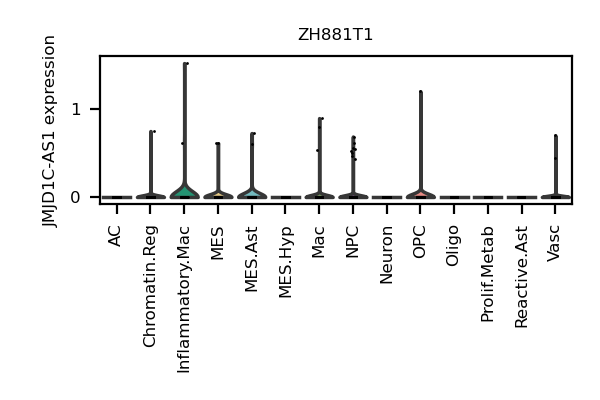 ZH881T1
JMJD1C-AS1 expression
1
0
AC
Chromatin.Reg
Inflammatory.Mac
MES
MES.Ast
MES.Hyp
Mac
NPC
Neuron
OPC
Oligo
Prolif.Metab
Reactive.Ast
Vasc